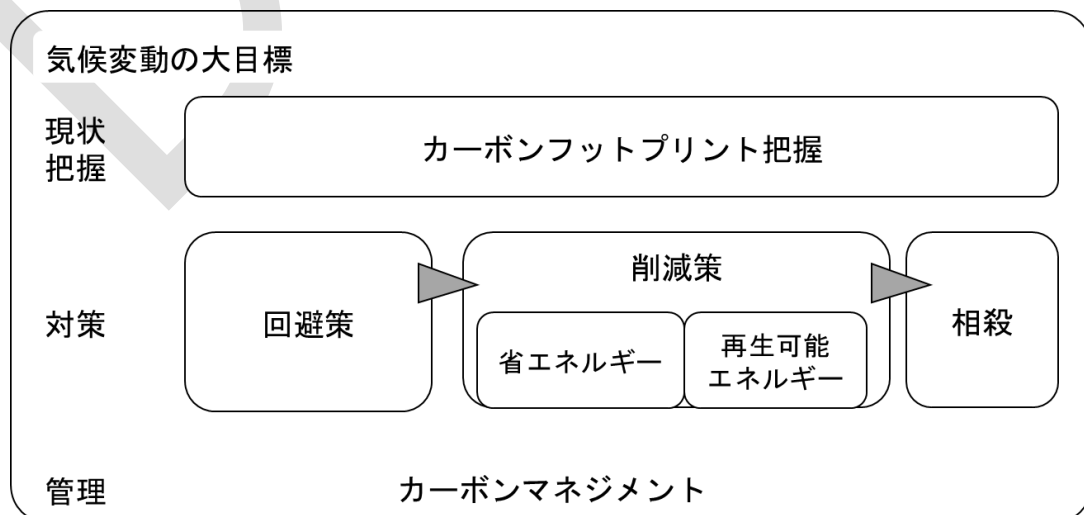 気候変動の大目標
現状
把握
カーボンフットプリント把握
対策
回避策
削減策
省エネルギー
再生可能
エネルギー
相殺
管理
カーボンマネジメント